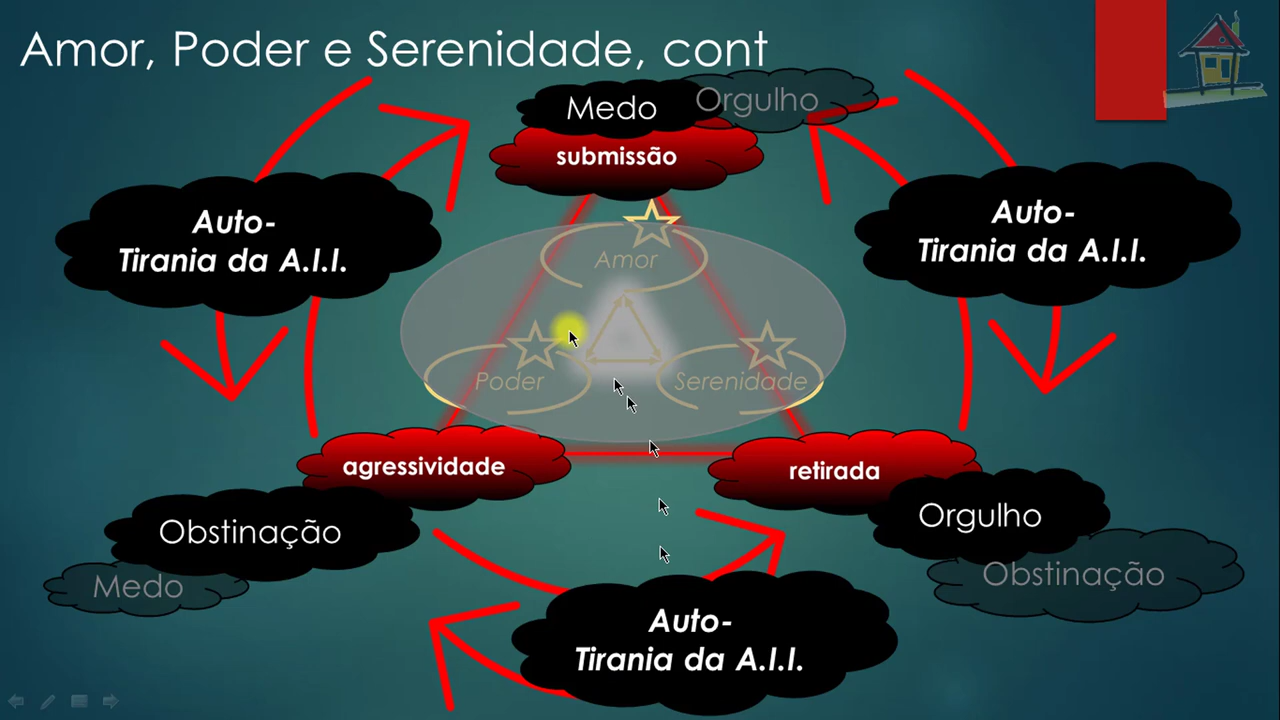 Amor, Poder e Serenidade, cont
Medo
Orgulho
submissão
Auto-
Tirania da A.I.I.
Auto-
Tirania da A.I.I.
Amor
Poder
Serenidade
agressividade
retirada
Obstinação
Orgulho
Medo
Obstinação
Auto-
Tirania da A.I.I.